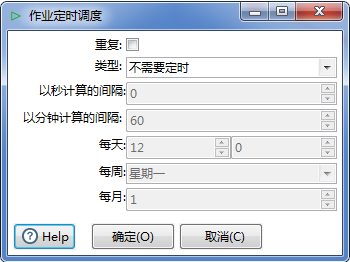 作业定时调度
重复:
类型: 不需要定时
以秒计算的间隔: 0
以分钟计算的间隔: 60
每天: 12 0
每周: 星期一
每月: 1
Help 确定(O) 取消(C)